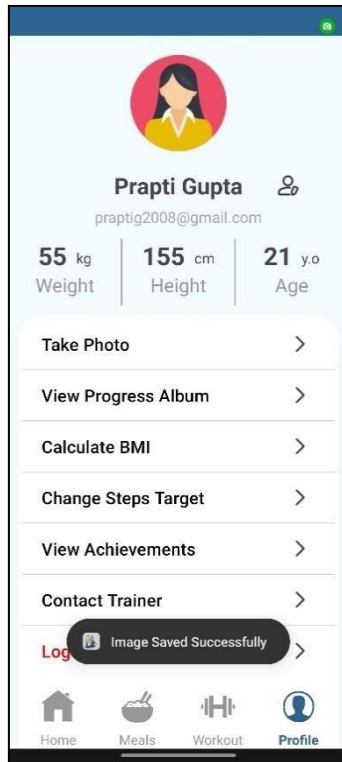 Prapti Gupta
praptig2008@gmail.com
55 kg 155 cm 21 y.o
Weight Height Age
Take Photo
View Progress Album
Calculate BMI
Change Steps Target
View Achievements
Contact Trainer
Log
Image Saved Successfully
Home Meals Workout Profile